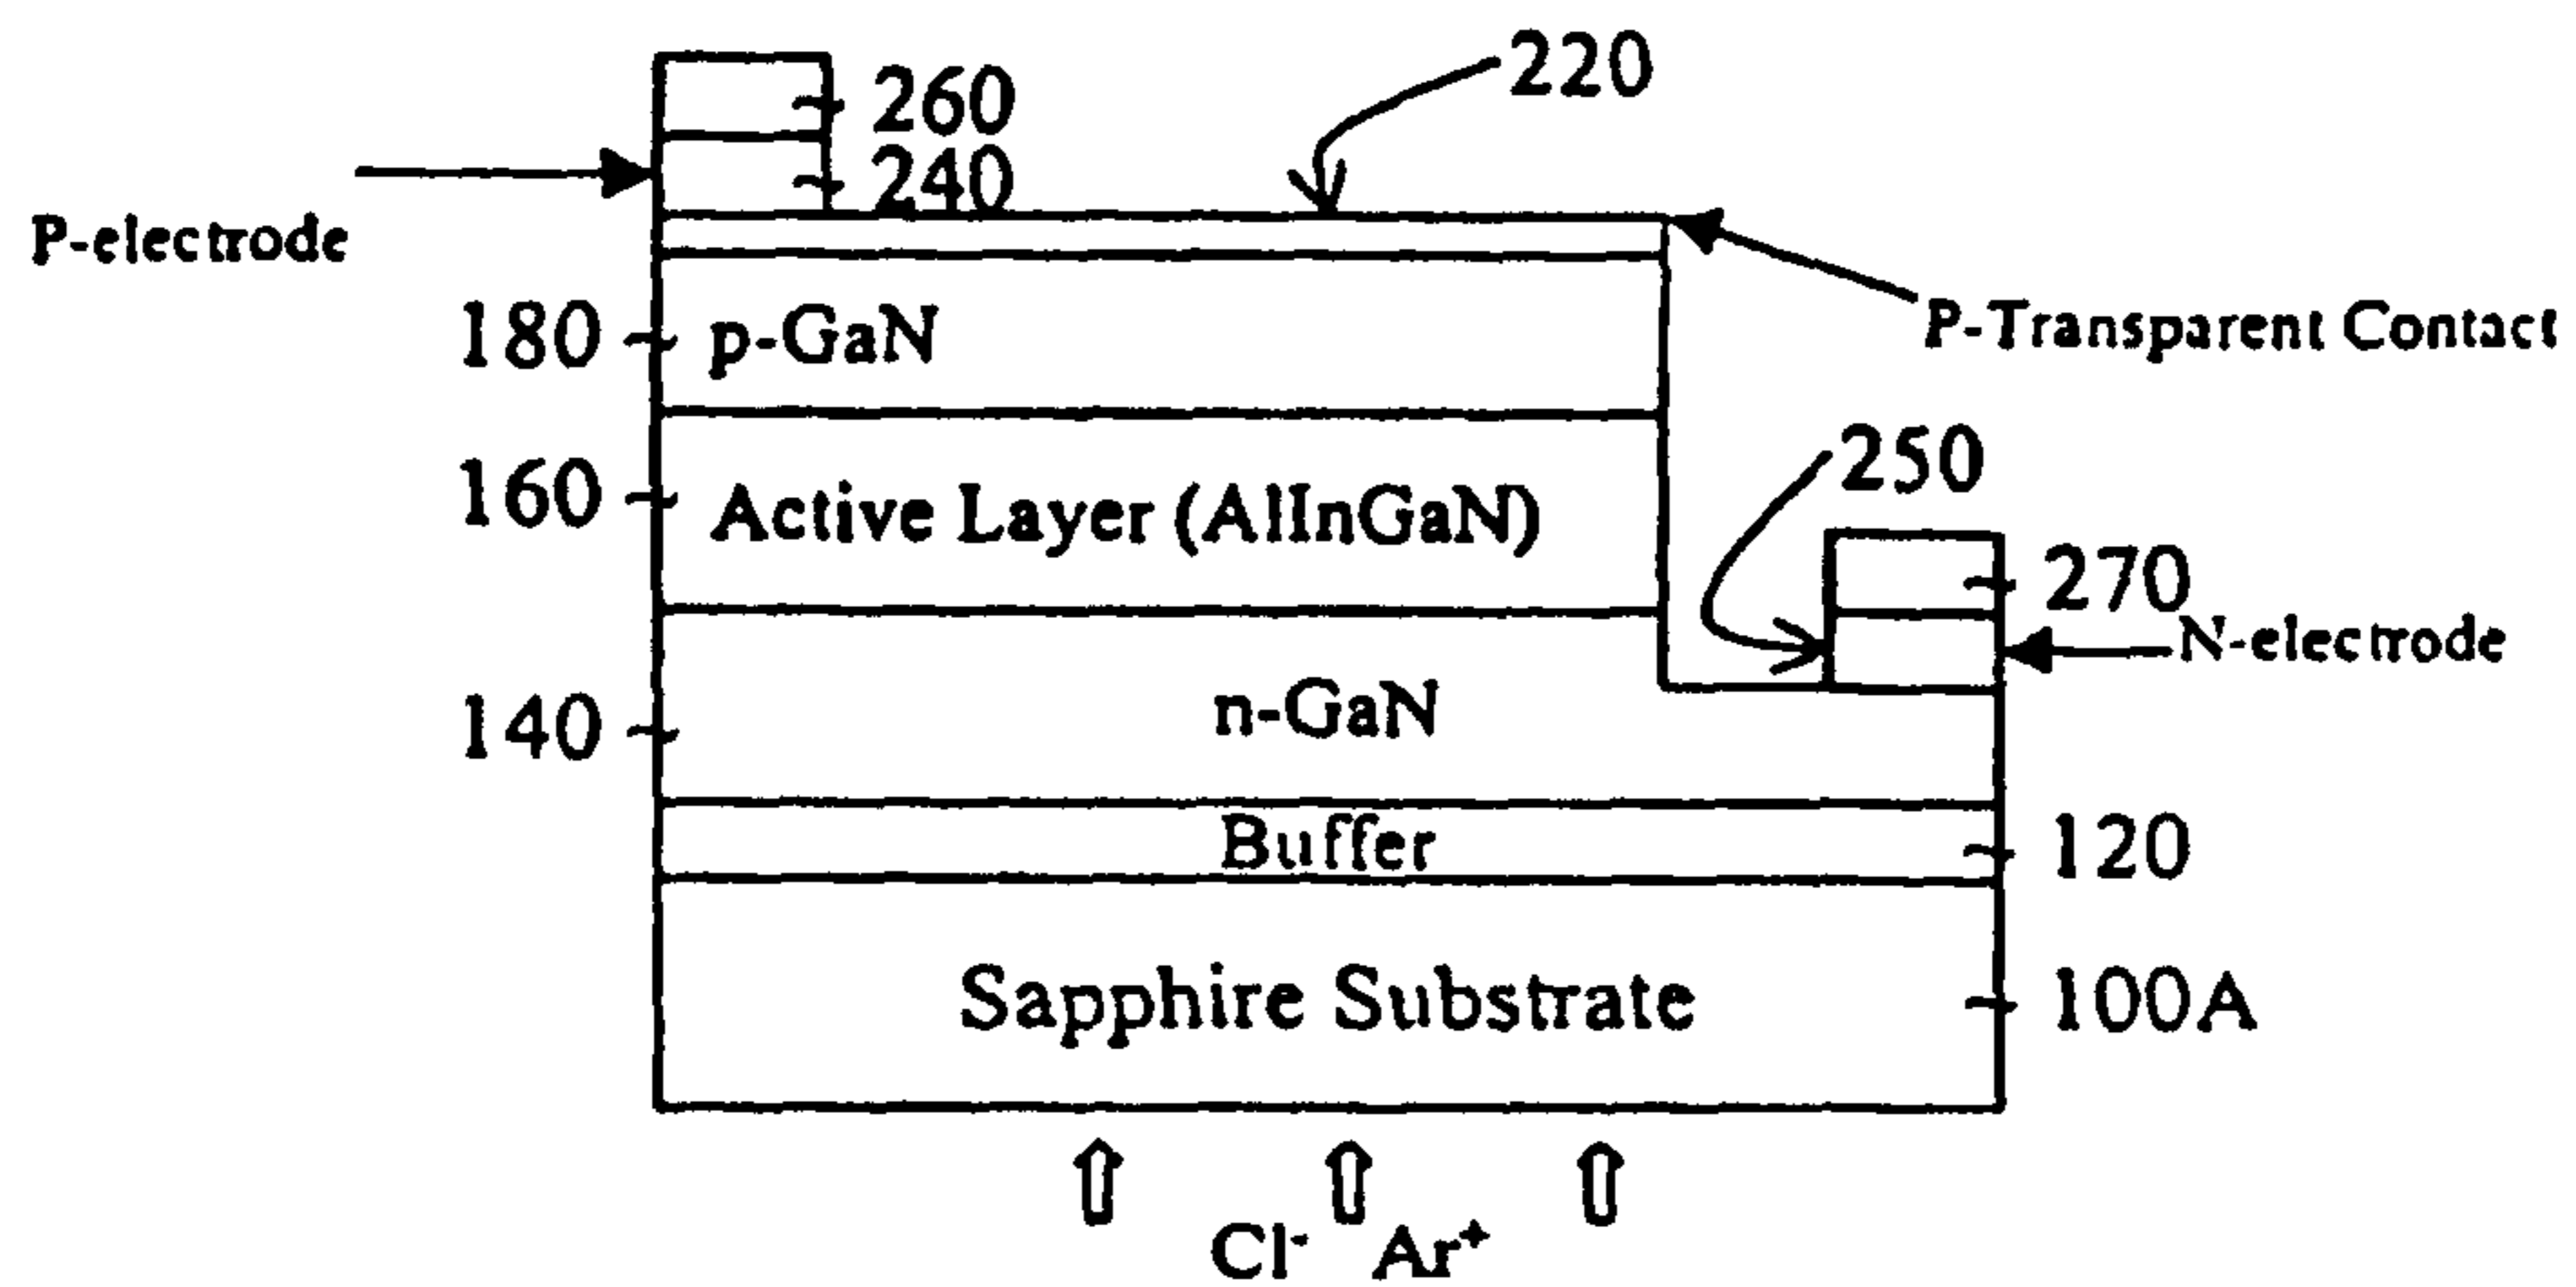 220
260
240
P-electrode
180
p-GaN
P-Transparent Contact
250
160
Active Layer (AlInGaN)
270
N-electrode
140
n-GaN
Buffer
120
Sapphire Substrate
100A
Cl⁻ Ar⁺